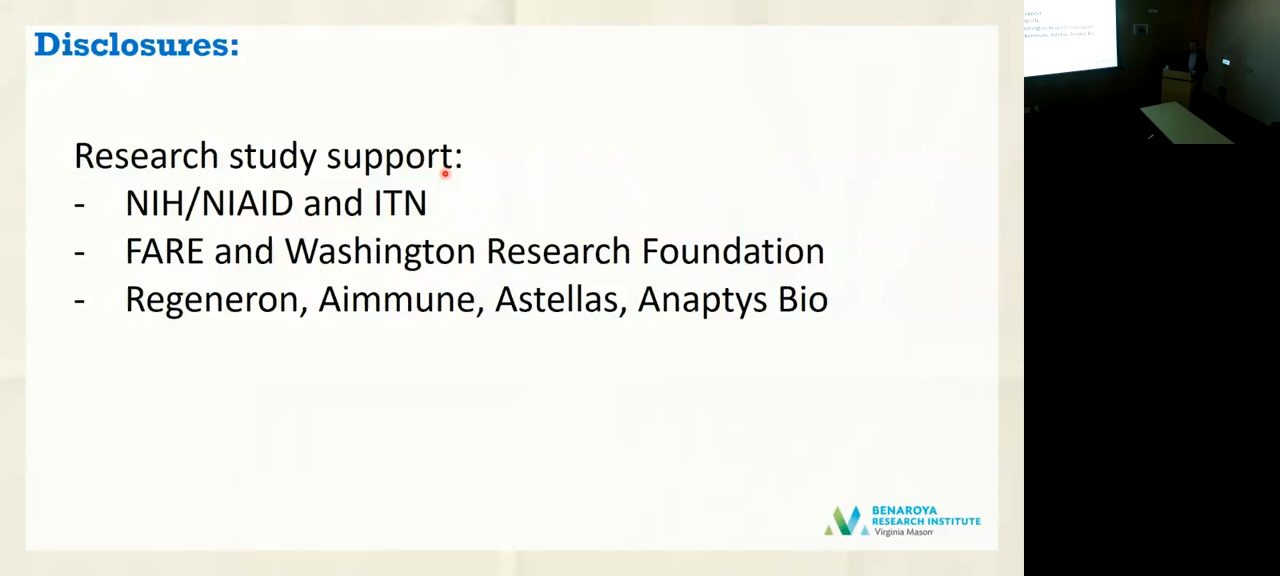 Disclosures:
Research study support:
- NIH/NIAID and ITN
- FARE and Washington Research Foundation
- Regeneron, Aimmune, Astellas, Anaptys Bio
BENAROYA
RESEARCH INSTITUTE
Virginia Mason